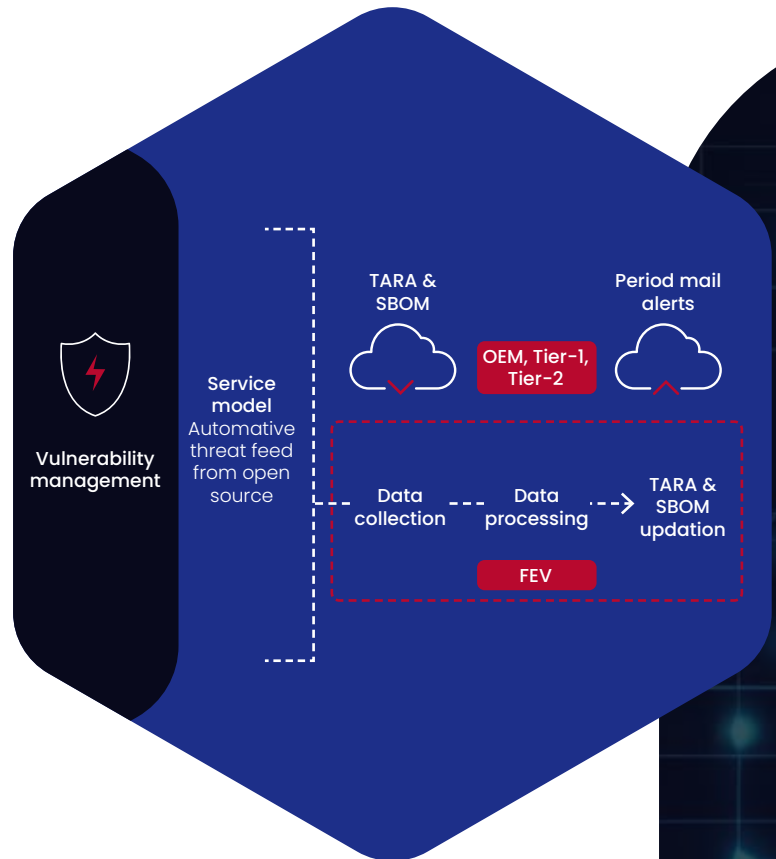 Vulnerability
management
Service
model
Automative
threat feed
from open
source
TARA &
SBOM
OEM, Tier-1,
Tier-2
Period mail
alerts
Data
collection
Data
processing
TARA &
SBOM
updation
FEV